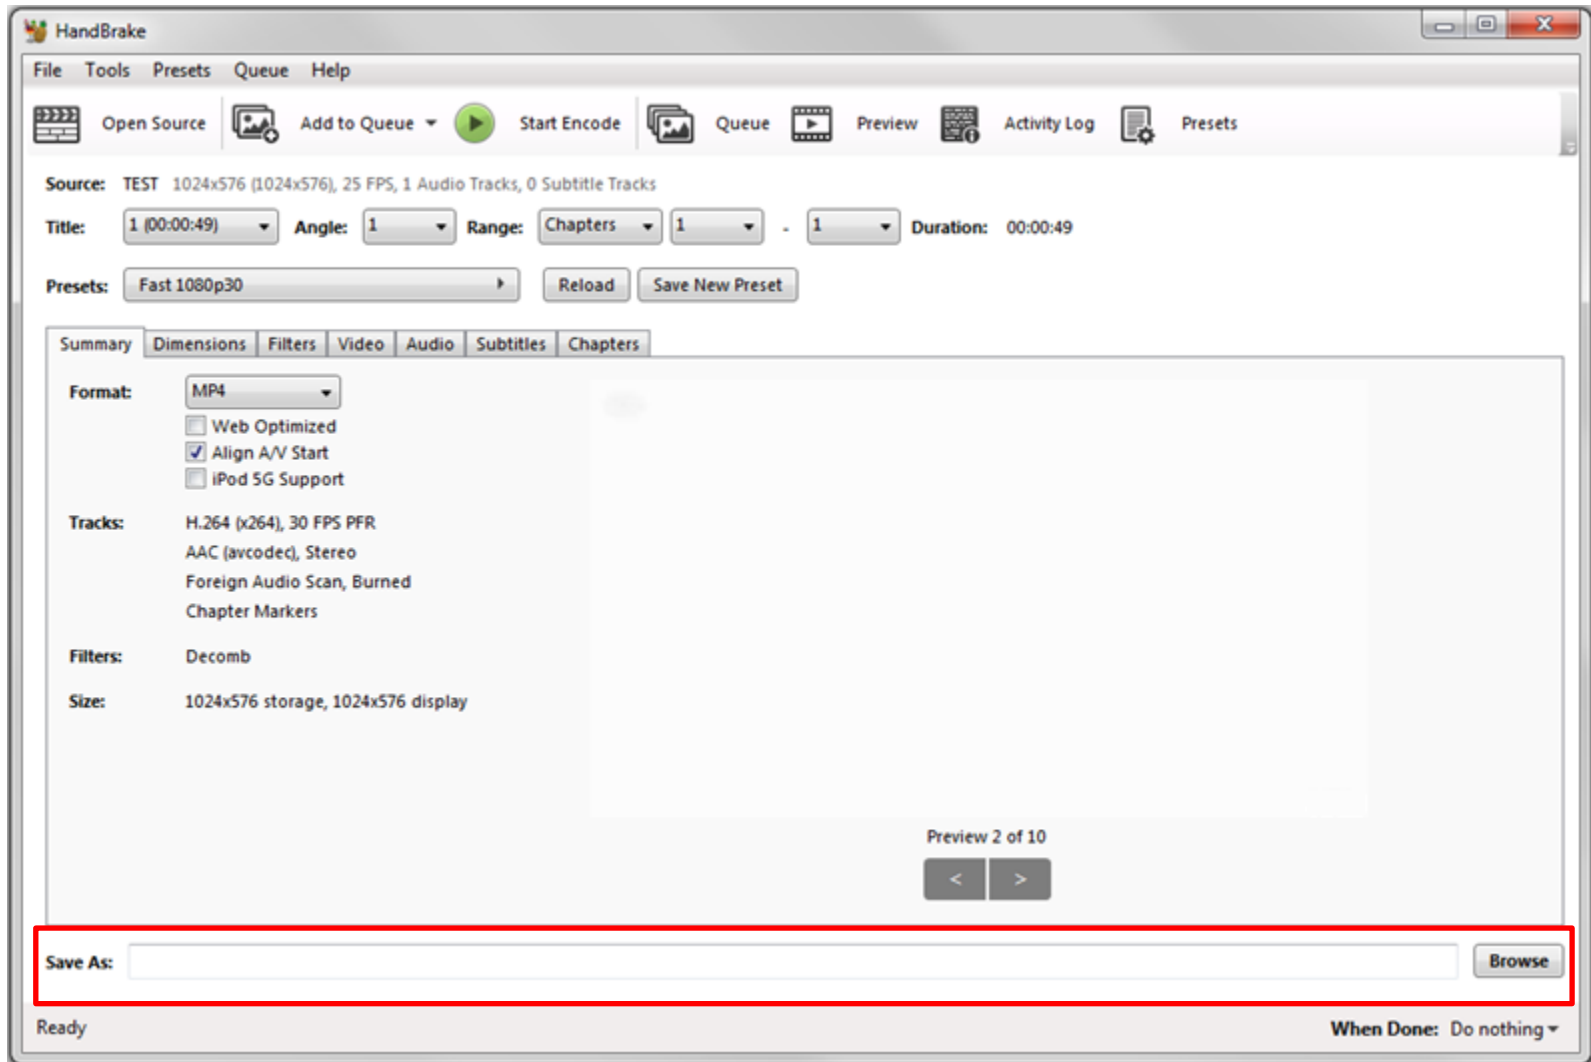 HandBrake
File Tools Presets Queue Help
Open Source Add to Queue Start Encode Queue Preview Activity Log Presets
Source: TEST 1024x576 (1024x576), 25 FPS, 1 Audio Tracks, 0 Subtitle Tracks
Title: 1 (00:00:49) Angle: 1 Range: Chapters 1 - 1 Duration: 00:00:49
Presets: Fast 1080p30 Reload Save New Preset
Summary Dimensions Filters Video Audio Subtitles Chapters
Format: MP4
Web Optimized
Align A/V Start
iPod 5G Support
Tracks: H.264 (x264), 30 FPS PFR
AAC (avcodec), Stereo
Foreign Audio Scan, Burned
Chapter Markers
Filters: Decomb
Size: 1024x576 storage, 1024x576 display
Preview 2 of 10
< >
Save As: Browse
Ready When Done: Do nothing